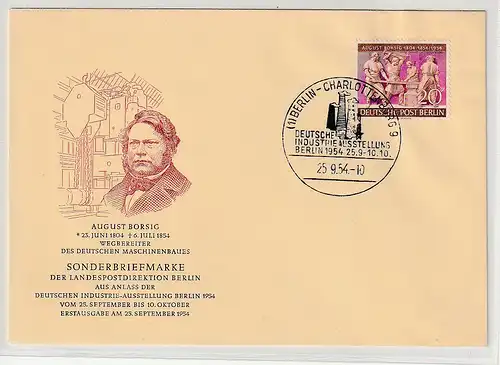 AUGUST BORSIG 1804-1854/1954
20
DEUTSCHE POST BERLIN
(1) BERLIN-CHARLOTTENBURG 9
DEUTSCHE
INDUSTRIEAUSSTELLUNG
BERLIN 1954 25.9-10.10.
25.9.54.-10
AUGUST BORSIG
* 23. JUNI 1804 † 6. JULI 1854
WEGBEREITER
DES DEUTSCHEN MASCHINENBAUES
SONDERBRIEFMARKE
DER LANDESPOSTDIREKTION BERLIN
AUS ANLASS DER
DEUTSCHEN INDUSTRIE-AUSSTELLUNG BERLIN 1954
VOM 25. SEPTEMBER BIS 10. OKTOBER
ERSTAUSGABE AM 25. SEPTEMBER 1954